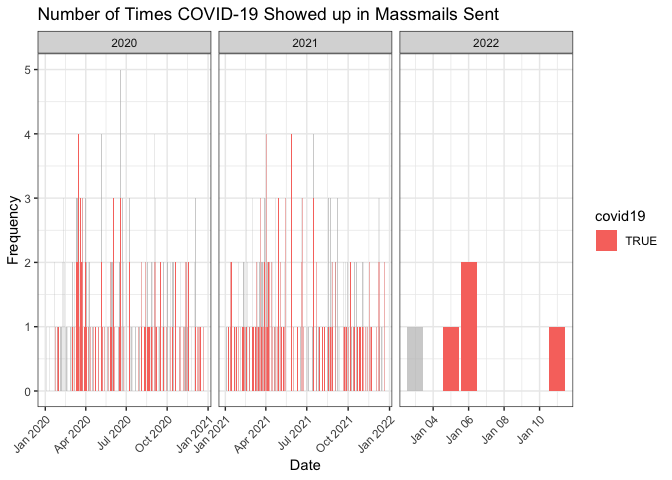 Number of Times COVID-19 Showed up in Massmails Sent
2020 2021 2022
5
4
3
2
1
0
Frequency
Jan 2020 Apr 2020 Jul 2020 Oct 2020 Jan 2021 Jan 2021 Apr 2021 Jul 2021 Oct 2021 Jan 2022 Jan 04 Jan 06 Jan 08 Jan 10
Date
covid19
TRUE